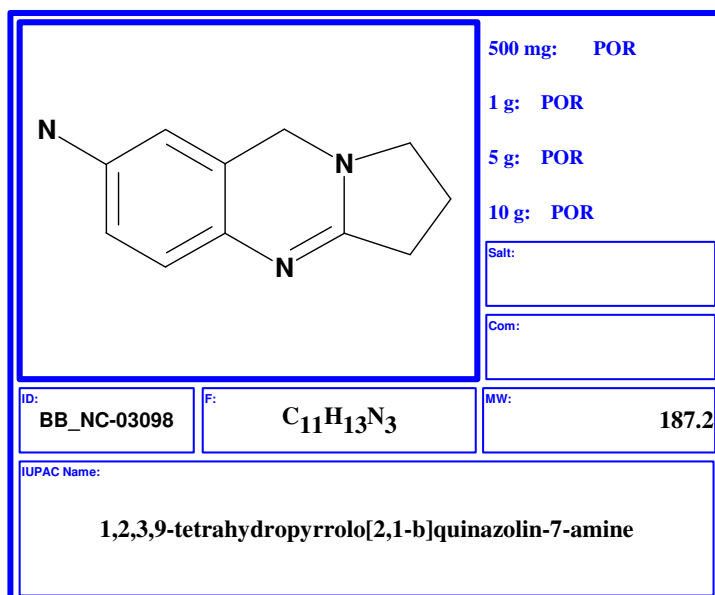 500 mg: POR
1 g: POR
5 g: POR
10 g: POR
N
N
N
Salt:
Com:
ID:
BB_NC-03098
F:
C11H13N3
MW:
187.2
IUPAC Name:
1,2,3,9-tetrahydropyrrolo[2,1-b]quinazolin-7-amine